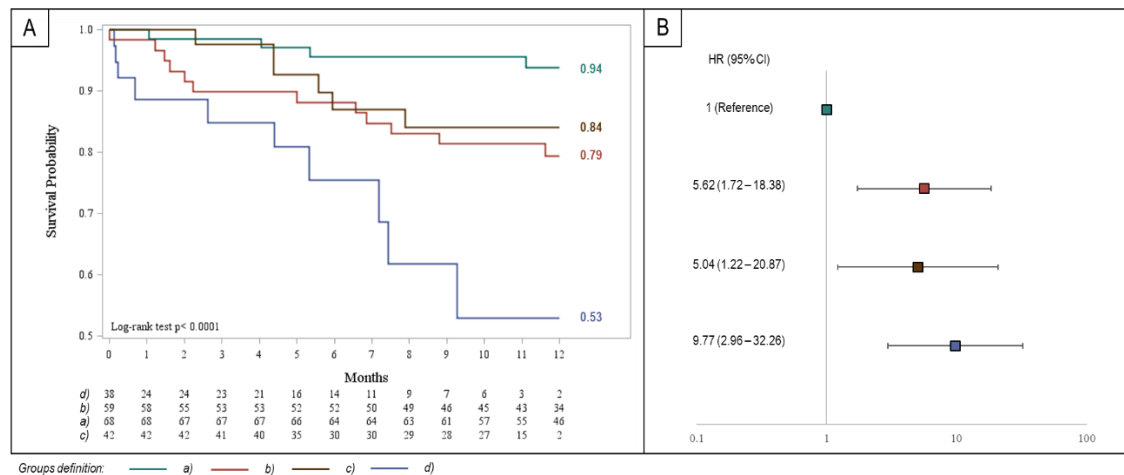 A
1.0
0.9
0.8
0.7
0.6
0.5
Survival Probability
0.94
0.84
0.79
0.53
Log-rank test p< 0.0001
0 1 2 3 4 5 6 7 8 9 10 11 12
Months
d) 38 24 24 23 21 16 14 11 9 7 6 3 2
b) 59 58 55 53 53 52 52 50 49 46 45 43 34
a) 68 68 67 67 67 66 64 64 63 61 57 55 46
c) 42 42 42 41 40 35 30 30 29 28 27 15 2
Groups definition: a) b) c) d)
B
HR (95%CI)
1 (Reference)
5.62 (1.72 – 18.38)
5.04 (1.22 – 20.87)
9.77 (2.96 – 32.26)
0.1 1 10 100